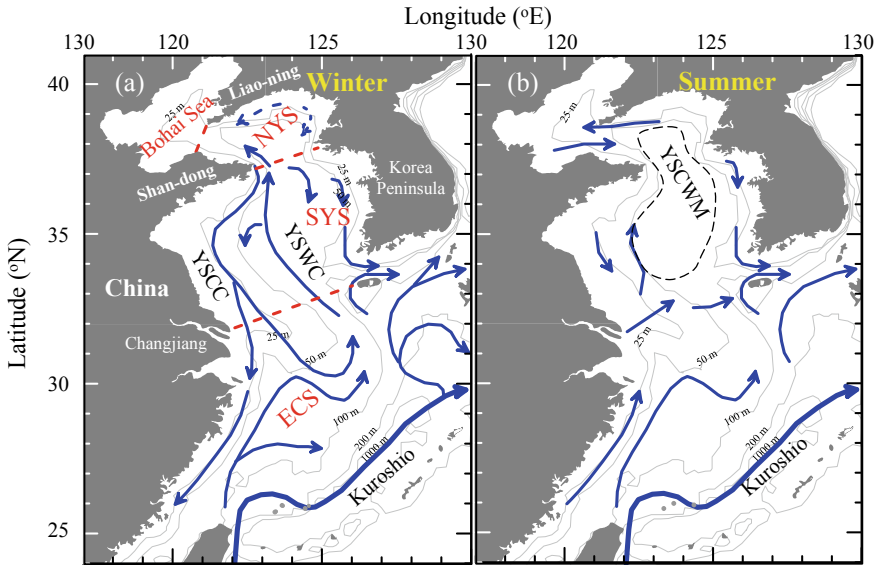 Longitude (°E)
130 120 125 130 120 125 130
40
35
30
25
Latitude (°N)
(a)
Winter
Liao-ning
25 m
Bohai Sea
NYS
Shan-dong
25 m
50 m
Korea
Peninsula
SYS
YSCC
YSWC
China
Changjiang
25 m
50 m
ECS
100 m
200 m
1000 m
Kuroshio
(b)
Summer
25 m
YSCWM
25 m
50 m
100 m
200 m
1000 m
Kuroshio